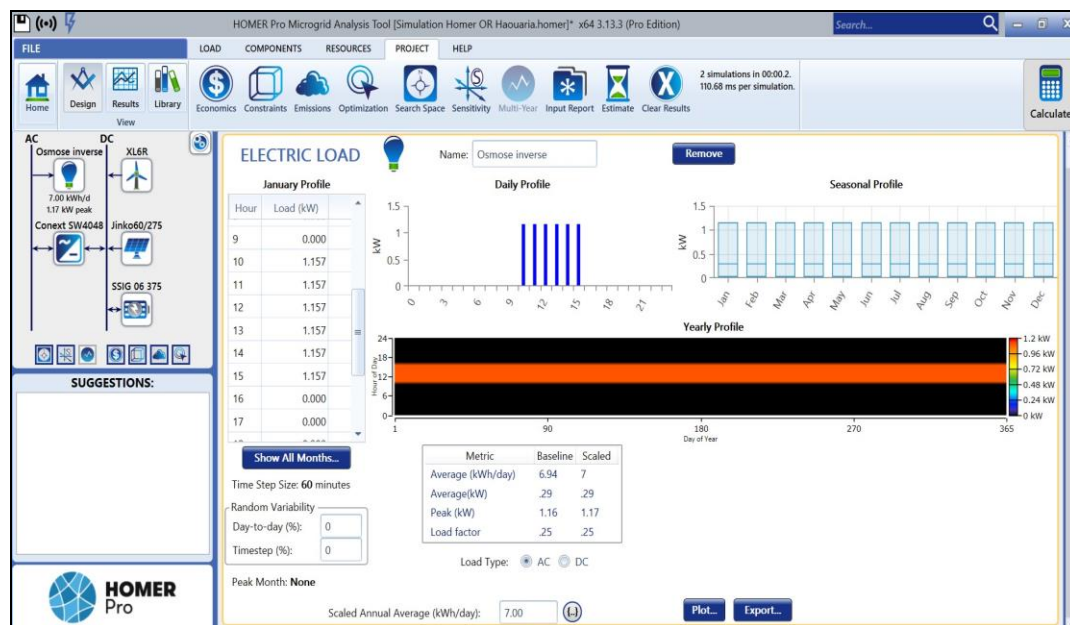 HOMER Pro Microgrid Analysis Tool [Simulation Homer OR Haouaria.homer]* x64 3.13.3 (Pro Edition)
Search...
FILE
LOAD COMPONENTS RESOURCES PROJECT HELP
Home
Design
Results
Library
View
Economics
Constraints
Emissions
Optimization
Search Space
Sensitivity
Multi-Year
Input Report
Estimate
Clear Results
2 simulations in 00:00.2.
110.68 ms per simulation.
Calculate
AC DC
Osmose inverse XL6R
7.00 kWh/d
1.17 kW peak
Conext SW4048 Jinko60/275
SSIG 06 375
SUGGESTIONS:
HOMER
Pro
ELECTRIC LOAD
Name: Osmose inverse
Remove
January Profile
Hour Load (kW)
9 0.000
10 1.157
11 1.157
12 1.157
13 1.157
14 1.157
15 1.157
16 0.000
17 0.000
Show All Months...
Time Step Size: 60 minutes
Random Variability
Day-to-day (%): 0
Timestep (%): 0
Peak Month: None
Daily Profile
kW
1.5
1
0.5
0
0 3 6 9 12 15 18 21
Seasonal Profile
kW
1.5
1
0.5
0
Jan Feb Mar Apr May Jun Jul Aug Sep Oct Nov Dec
Yearly Profile
Hour of Day
24
18
12
6
0
1 90 180 270 365
Day of Year
1.2 kW
0.96 kW
0.72 kW
0.48 kW
0.24 kW
0 kW
Metric Baseline Scaled
Average (kWh/day) 6.94 7
Average(kW) .29 .29
Peak (kW) 1.16 1.17
Load factor .25 .25
Load Type: AC DC
Scaled Annual Average (kWh/day): 7.00 {..}
Plot... Export...